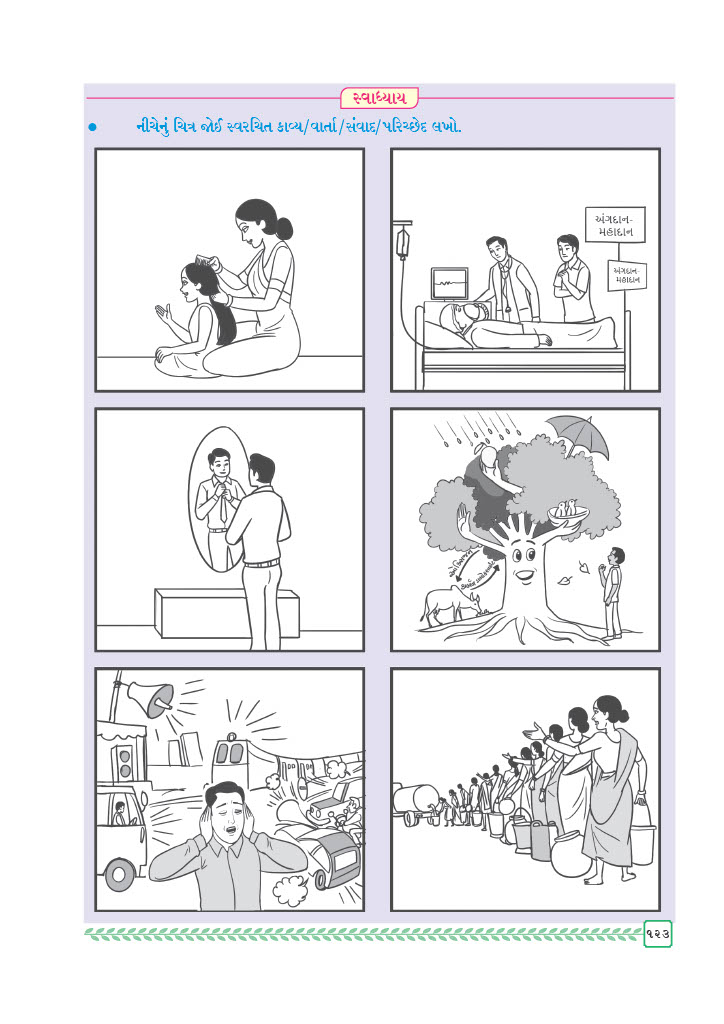 સ્વાધ્યાય
● નીચેનું ચિત્ર જોઈ સ્વરચિત કાવ્ય/વાર્તા/સંવાદ/પરિચ્છેદ લખો.
અંગદાન-
મહાદાન
અંગદાન-
મહાદાન
૧૨૩